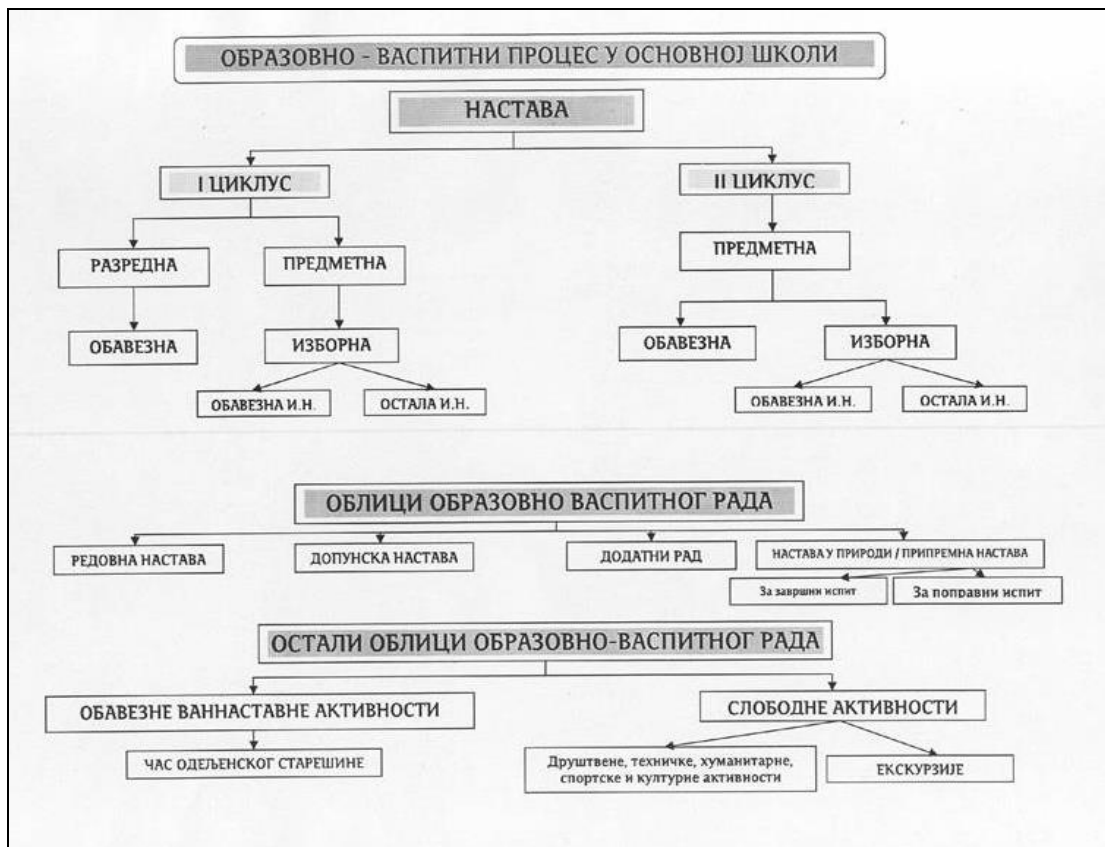 ОБРАЗОВНО - ВАСПИТНИ ПРОЦЕС У ОСНОВНОЈ ШКОЛИ
НАСТАВА
I ЦИКЛУС
II ЦИКЛУС
РАЗРЕДНА
ПРЕДМЕТНА
ПРЕДМЕТНА
ОБАВЕЗНА
ИЗБОРНА
ОБАВЕЗНА
ИЗБОРНА
ОБАВЕЗНА И.Н.
ОСТАЛА И.Н.
ОБАВЕЗНА И.Н.
ОСТАЛА И.Н.
ОБЛИЦИ ОБРАЗОВНО ВАСПИТНОГ РАДА
РЕДОВНА НАСТАВА
ДОПУНСКА НАСТАВА
ДОДАТНИ РАД
НАСТАВА У ПРИРОДИ / ПРИПРЕМНА НАСТАВА
За завршни испит
За поправни испит
ОСТАЛИ ОБЛИЦИ ОБРАЗОВНО-ВАСПИТНОГ РАДА
ОБАВЕЗНЕ ВАННАСТАВНЕ АКТИВНОСТИ
СЛОБОДНЕ АКТИВНОСТИ
ЧАС ОДЕЉЕНСКОГ СТАРЕШИНЕ
Друштвене, техничке, хуманитарне,
спортске и културне активности
ЕКСКУРЗИЈЕ